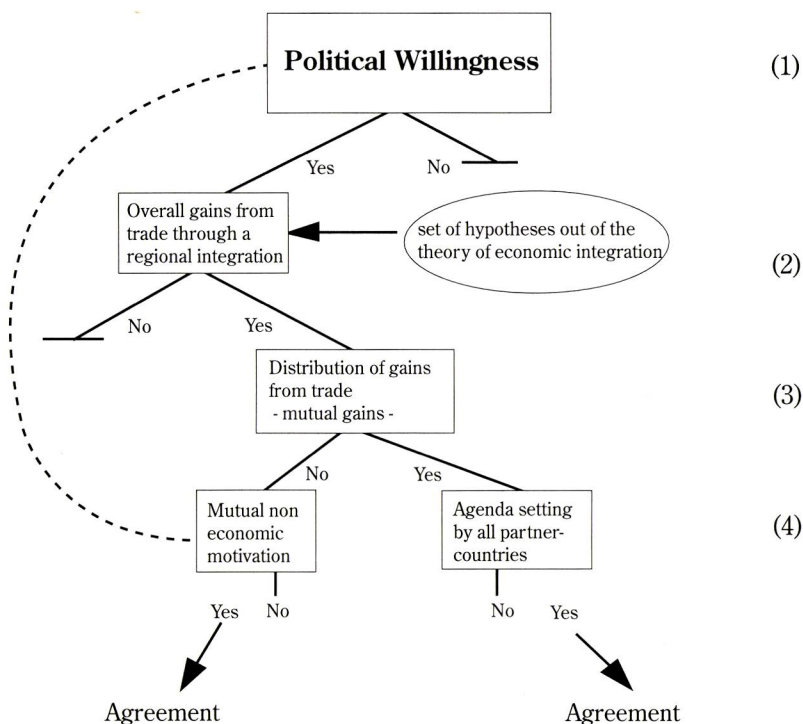 Political Willingness
(1)
Yes
No
Overall gains from
trade through a
regional integration
set of hypotheses out of the
theory of economic integration
(2)
No
Yes
Distribution of gains
from trade
- mutual gains -
(3)
No
Yes
Mutual non
economic
motivation
Agenda setting
by all partner-
countries
(4)
Yes
No
No
Yes
Agreement
Agreement